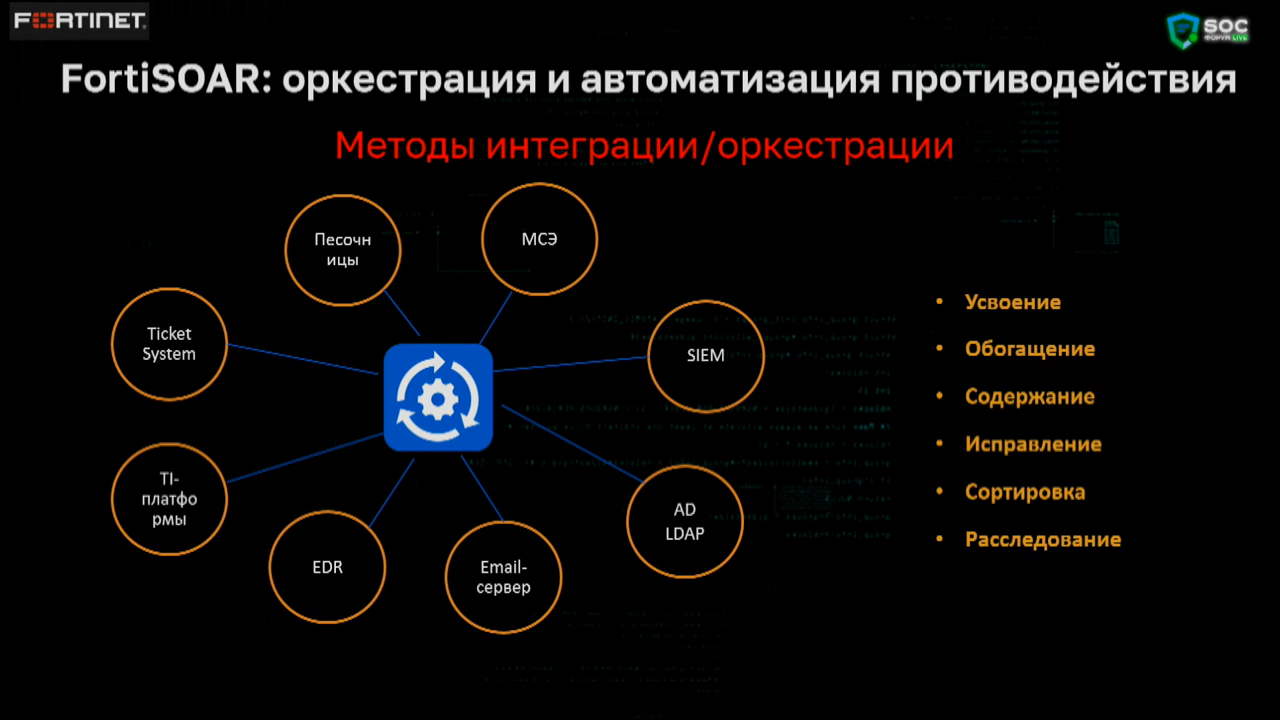 FORTINET
SOC
ФОРУМ LIVE
FortiSOAR: оркестрация и автоматизация противодействия
Методы интеграции/оркестрации
Песочн
ицы
МСЭ
Ticket
System
SIEM
TI-
платфо
рмы
AD
LDAP
EDR
Email-
сервер
• Усвоение
• Обогащение
• Содержание
• Исправление
• Сортировка
• Расследование